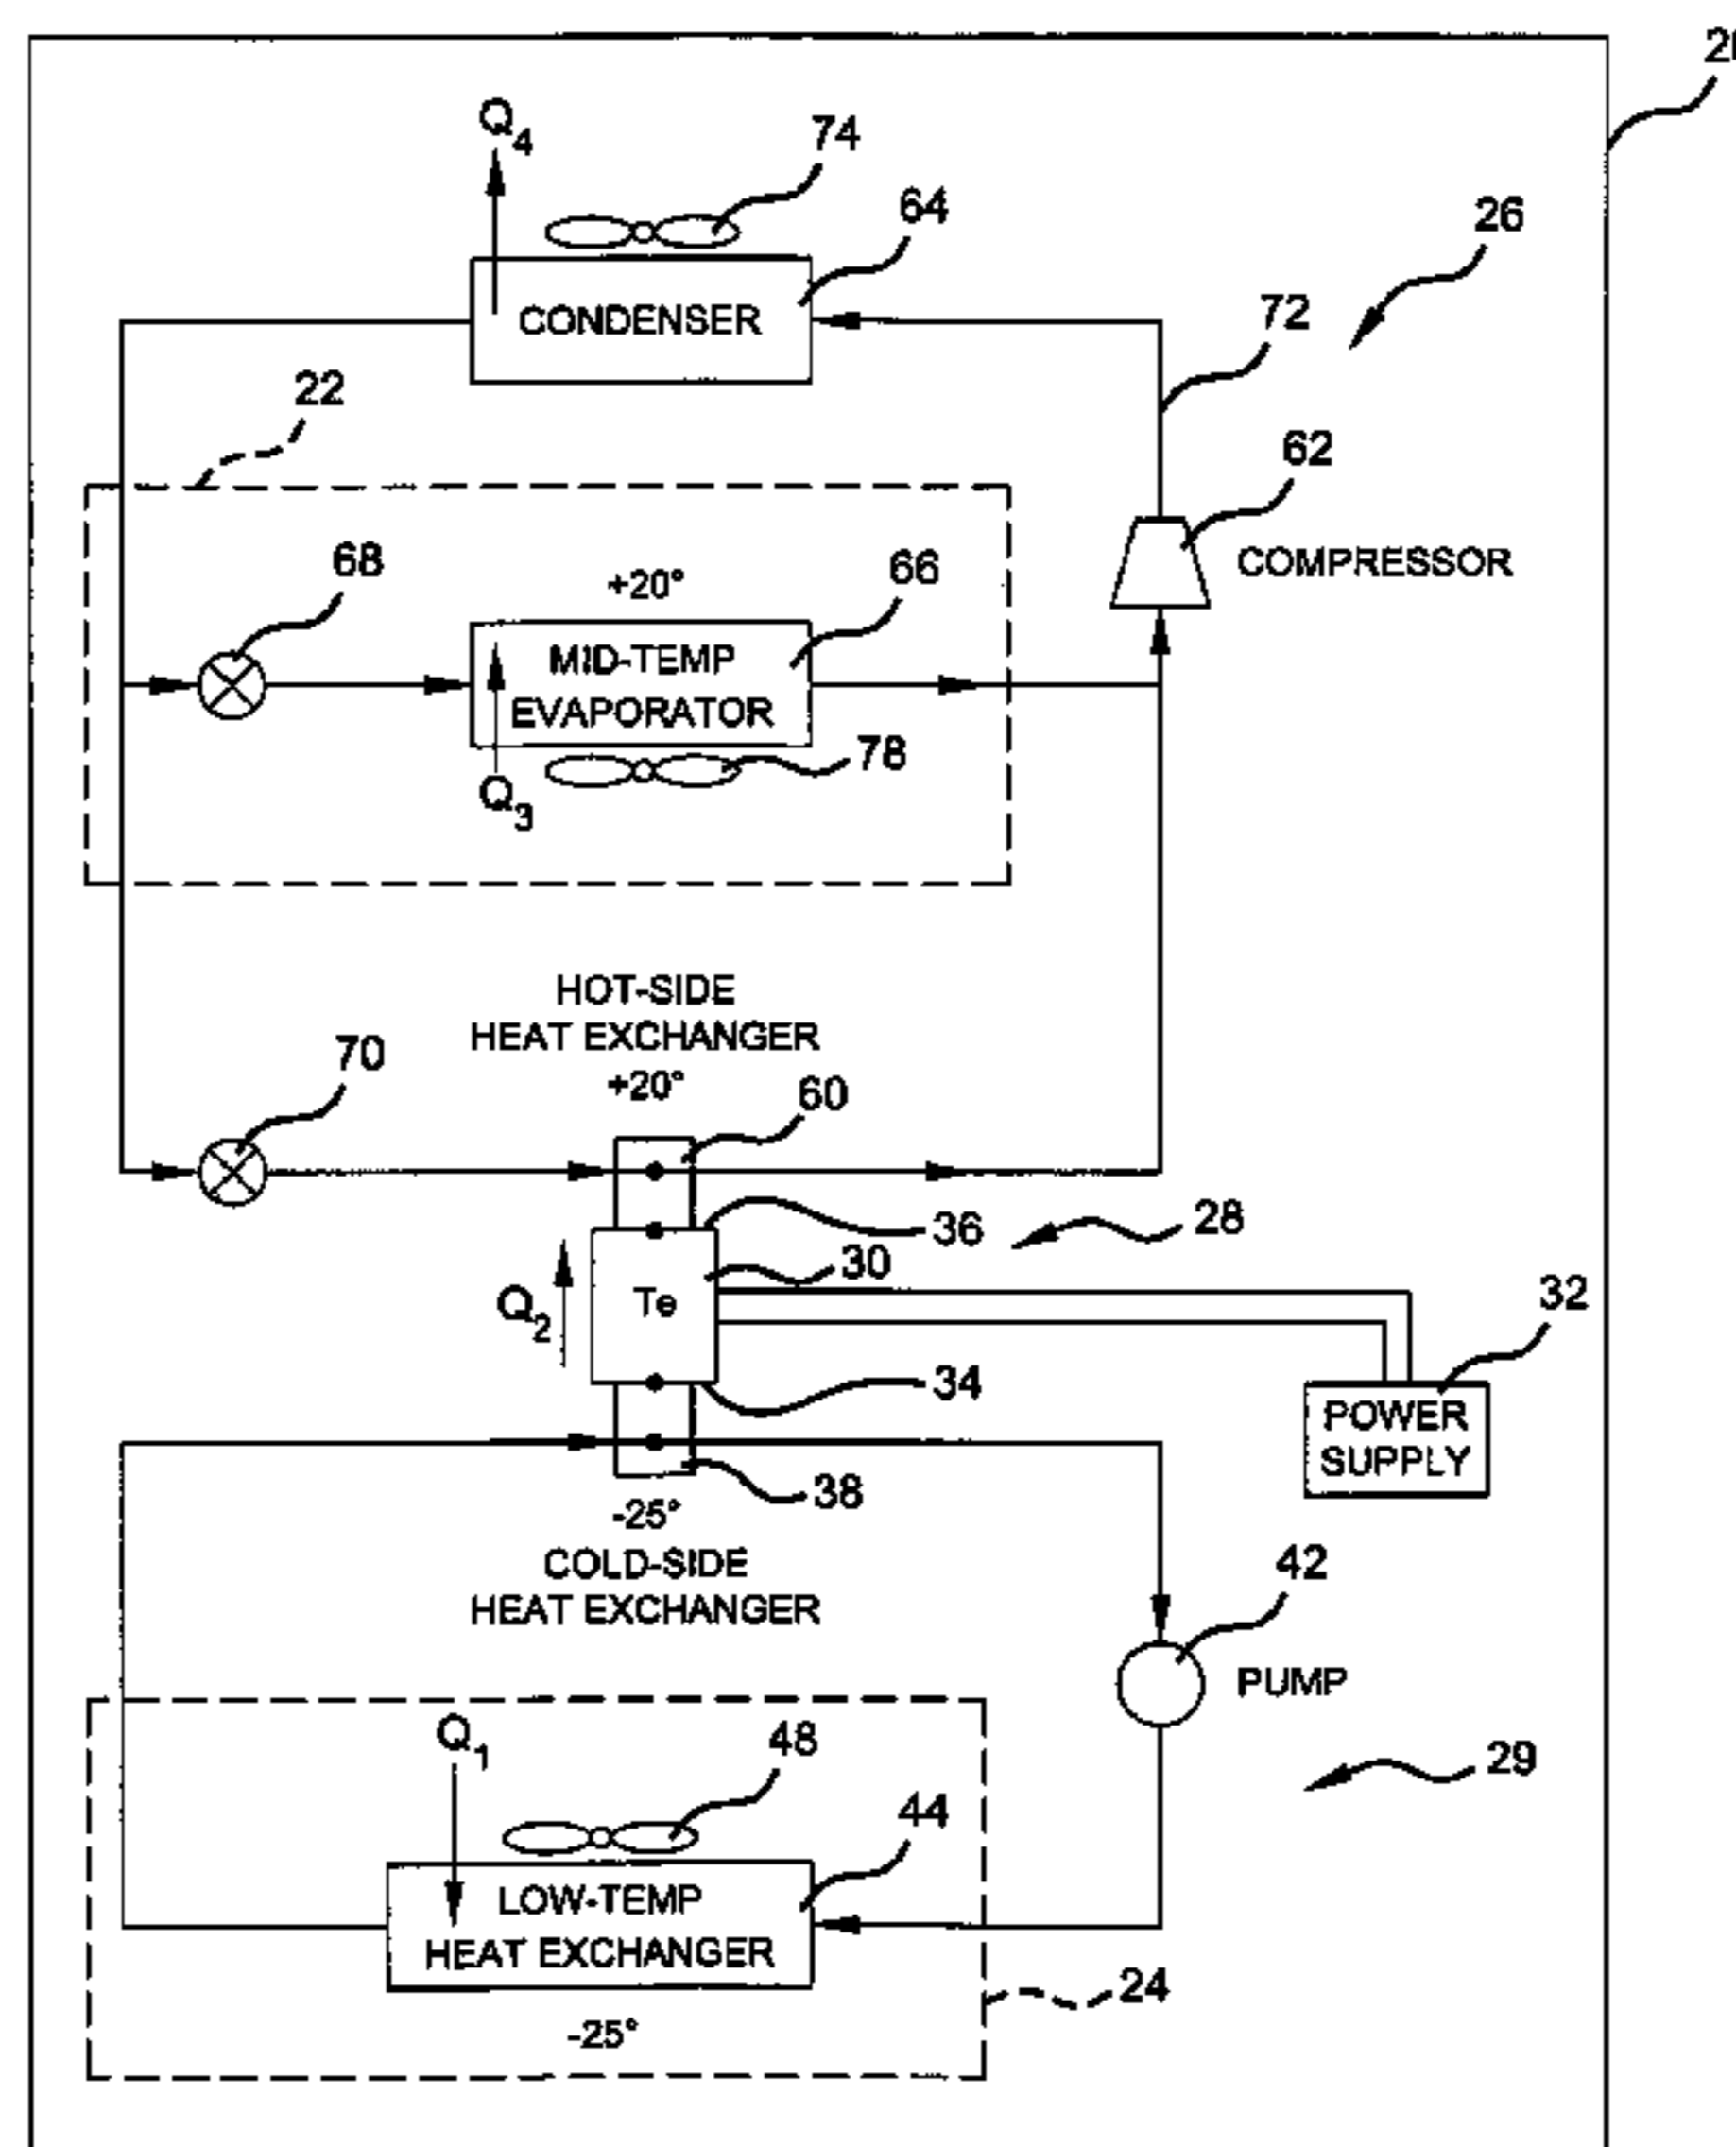 Q4
74
64
26
CONDENSER
72
22
62
COMPRESSOR
68
+20°
66
MID-TEMP
EVAPORATOR
78
Q3
HOT-SIDE
HEAT EXCHANGER
+20°
70
60
36
28
30
Te
Q2
32
34
POWER
SUPPLY
38
-25°
COLD-SIDE
HEAT EXCHANGER
42
PUMP
Q1
48
29
44
LOW-TEMP
HEAT EXCHANGER
24
-25°